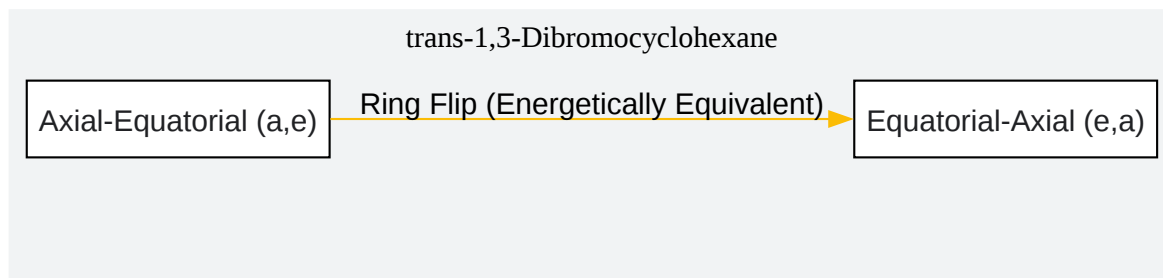 trans-1,3-Dibromocyclohexane
Axial-Equatorial (a,e)
Ring Flip (Energetically Equivalent)
Equatorial-Axial (e,a)